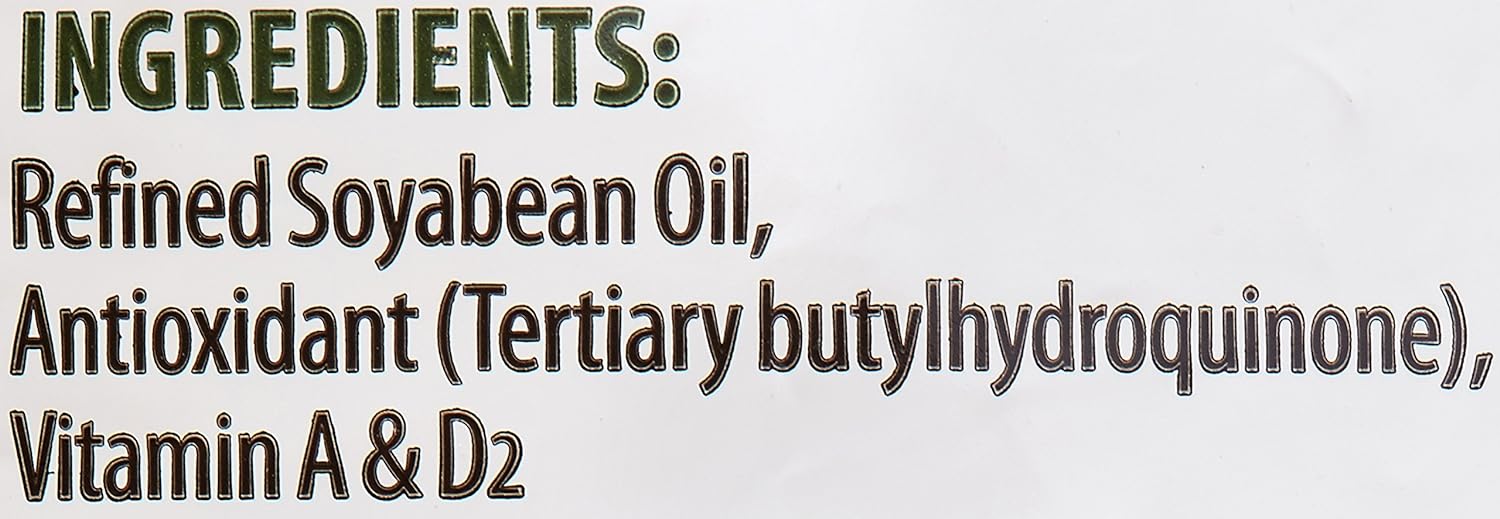 INGREDIENTS:
Refined Soyabean Oil,
Antioxidant (Tertiary butylhydroquinone),
Vitamin A & D2